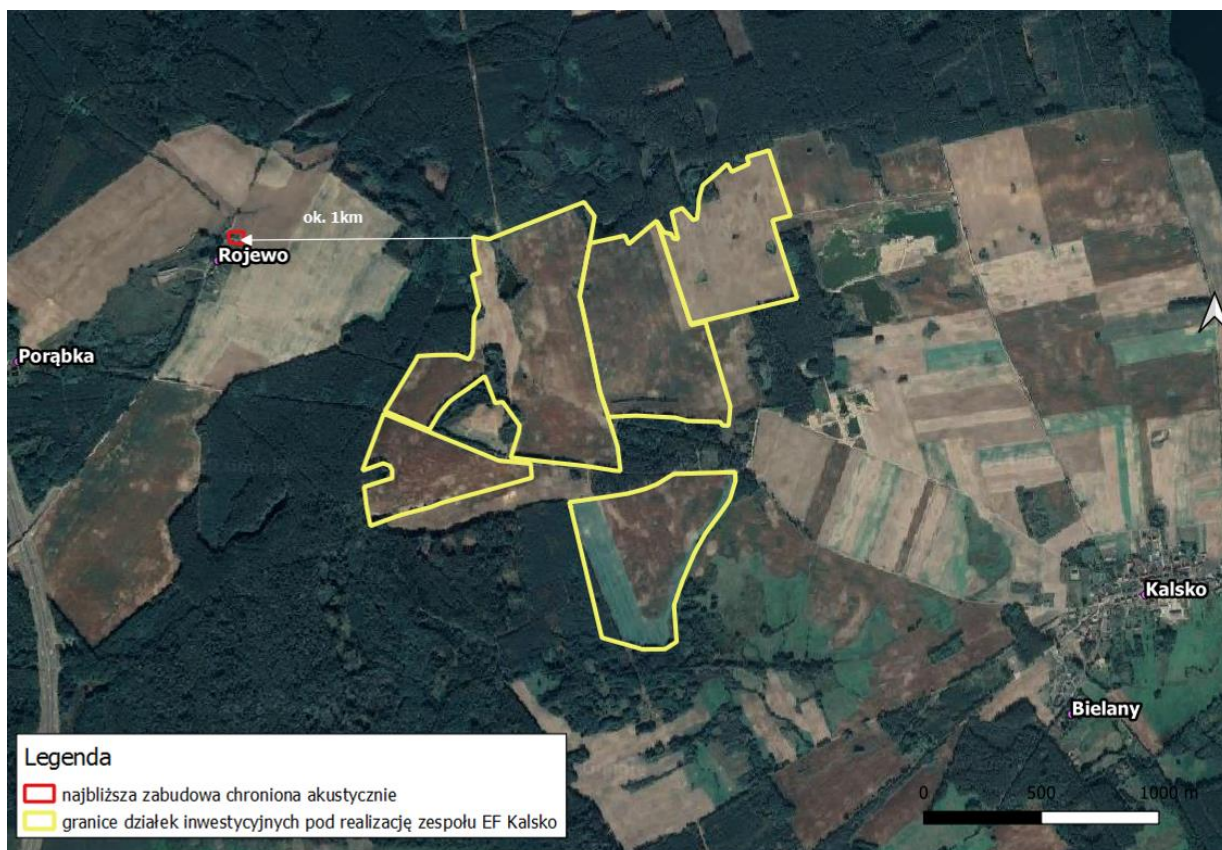 ok. 1km
Rojewo
Porąbka
Kalsko
Bielany
Legenda
najbliższa zabudowa chroniona akustycznie
granice działek inwestycyjnych pod realizację zespołu EF Kalsko
0 500 1000 m